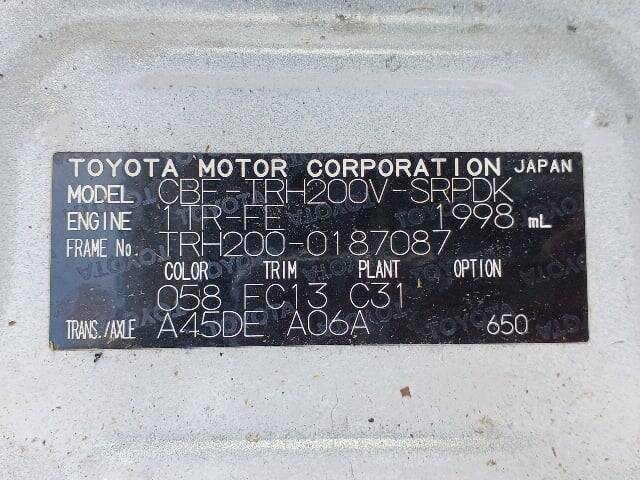 TOYOTA MOTOR CORPORATION JAPAN
MODEL CBF-TRH200V-SRPDK
ENGINE 1TR-FE 1998 mL
FRAME No. TRH200-0187087
COLOR TRIM PLANT OPTION
058 EC13 C31
TRANS./AXLE A45DE A06A 650